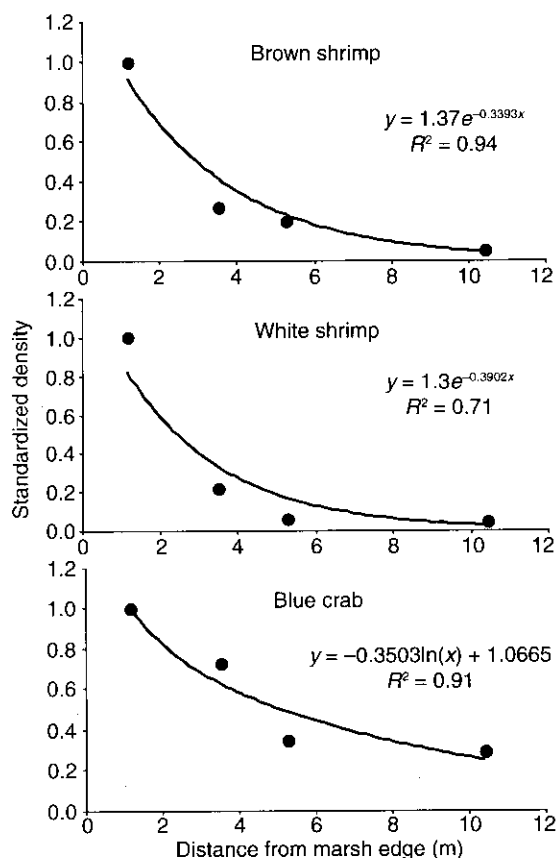 1.2
Brown shrimp
1.0
0.8
y = 1.37e^−0.3393x
0.6
R² = 0.94
0.4
0.2
0.0
0 2 4 6 8 10 12
1.2
White shrimp
1.0
0.8
y = 1.3e^−0.3902x
0.6
R² = 0.71
0.4
0.2
0.0
0 2 4 6 8 10 12
Standardized density
1.2
Blue crab
1.0
0.8
y = −0.3503ln(x) + 1.0665
0.6
R² = 0.91
0.4
0.2
0.0
0 2 4 6 8 10 12
Distance from marsh edge (m)